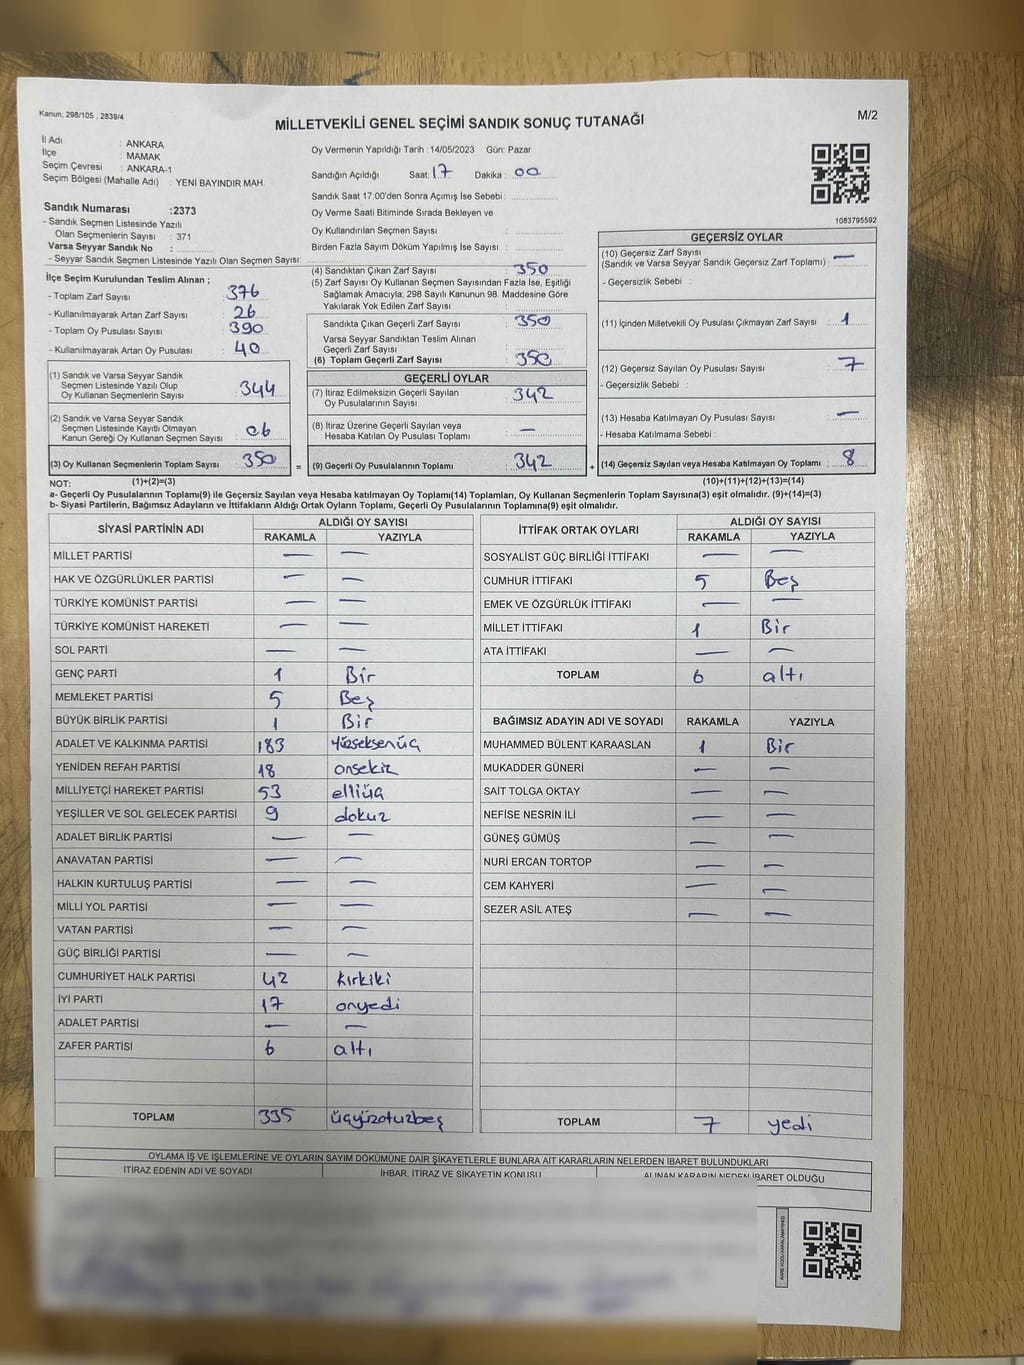 Kanun, 298/105 , 2839/4
MİLLETVEKİLİ GENEL SEÇİMİ SANDIK SONUÇ TUTANAĞI
M/2
İl Adı : ANKARA
İlçe : MAMAK
Seçim Çevresi : ANKARA-1
Seçim Bölgesi (Mahalle Adı) : YENİ BAYINDIR MAH.
Sandık Numarası :2373
- Sandık Seçmen Listesinde Yazılı
Olan Seçmenlerin Sayısı : 371
Varsa Seyyar Sandık No :
- Seyyar Sandık Seçmen Listesinde Yazılı Olan Seçmen Sayısı:
Oy Vermenin Yapıldığı Tarih : 14/05/2023 Gün: Pazar
Sandığın Açıldığı Saat: 17 Dakika : 00
Sandık Saat 17:00'den Sonra Açımış İse Sebebi :
Oy Verme Saati Bitiminde Sırada Bekleyen ve
Oy Kullandırılan Seçmen Sayısı :
Birden Fazla Sayım Döküm Yapılmış İse Sayısı :
1083795592
İlçe Seçim Kurulundan Teslim Alınan ;
- Toplam Zarf Sayısı : 376
- Kullanılmayarak Artan Zarf Sayısı : 26
- Toplam Oy Pusulası Sayısı : 390
- Kullanılmayarak Artan Oy Pusulası : 40
(1) Sandık ve Varsa Seyyar Sandık
Seçmen Listesinde Yazılı Olup
Oy Kullanan Seçmenlerin Sayısı : 344
(2) Sandık ve Varsa Seyyar Sandık
Seçmen Listesinde Kayıtlı Olmayan
Kanun Gereği Oy Kullanan Seçmen Sayısı : 06
(3) Oy Kullanan Seçmenlerin Toplam Sayısı : 350
(4) Sandıktan Çıkan Zarf Sayısı : 350
(5) Zarf Sayısı Oy Kullanan Seçmen Sayısından Fazla İse, Eşitliği
Sağlamak Amacıyla; 298 Sayılı Kanunun 98. Maddesine Göre
Yakılarak Yok Edilen Zarf Sayısı :
Sandıkta Çıkan Geçerli Zarf Sayısı : 350
Varsa Seyyar Sandıktan Teslim Alınan
Geçerli Zarf Sayısı :
(6) Toplam Geçerli Zarf Sayısı : 350
GEÇERLİ OYLAR
(7) İtiraz Edilmeksizin Geçerli Sayılan
Oy Pusulalarının Sayısı : 342
(8) İtiraz Üzerine Geçerli Sayılan veya
Hesaba Katılan Oy Pusulası Toplamı : —
= (9) Geçerli Oy Pusulalarının Toplamı : 342 +
GEÇERSİZ OYLAR
(10) Geçersiz Zarf Sayısı
(Sandık ve Varsa Seyyar Sandık Geçersiz Zarf Toplamı) : —
- Geçersizlik Sebebi :
(11) İçinden Milletvekili Oy Pusulası Çıkmayan Zarf Sayısı : 1
(12) Geçersiz Sayılan Oy Pusulası Sayısı : 7
- Geçersizlik Sebebi :
(13) Hesaba Katılmayan Oy Pusulası Sayısı : —
- Hesaba Katılmama Sebebi :
(14) Geçersiz Sayılan veya Hesaba Katılmayan Oy Toplamı : 8
NOT: (1)+(2)=(3) (10)+(11)+(12)+(13)=(14)
a- Geçerli Oy Pusulalarının Toplamı(9) ile Geçersiz Sayılan veya Hesaba katılmayan Oy Toplamı(14) Toplamları, Oy Kullanan Seçmenlerin Toplam Sayısına(3) eşit olmalıdır. (9)+(14)=(3)
b- Siyasi Partilerin, Bağımsız Adayların ve İttifakların Aldığı Ortak Oyların Toplamı, Geçerli Oy Pusulalarının Toplamına(9) eşit olmalıdır.
SİYASİ PARTİNİN ADI ALDIĞI OY SAYISI
RAKAMLA YAZIYLA
MİLLET PARTİSİ — —
HAK VE ÖZGÜRLÜKLER PARTİSİ — —
TÜRKİYE KOMÜNİST PARTİSİ — —
TÜRKİYE KOMÜNİST HAREKETİ — —
SOL PARTİ — —
GENÇ PARTİ 1 Bir
MEMLEKET PARTİSİ 5 Beş
BÜYÜK BİRLİK PARTİSİ 1 Bir
ADALET VE KALKINMA PARTİSİ 183 Yüzseksenüç
YENİDEN REFAH PARTİSİ 18 onsekiz
MİLLİYETÇİ HAREKET PARTİSİ 53 elliüç
YEŞİLLER VE SOL GELECEK PARTİSİ 9 dokuz
ADALET BİRLİK PARTİSİ — —
ANAVATAN PARTİSİ — —
HALKIN KURTULUŞ PARTİSİ — —
MİLLİ YOL PARTİSİ — —
VATAN PARTİSİ — —
GÜÇ BİRLİĞİ PARTİSİ — —
CUMHURİYET HALK PARTİSİ 42 kırkiki
İYİ PARTİ 17 onyedi
ADALET PARTİSİ — —
ZAFER PARTİSİ 6 altı
TOPLAM 335 üçyüzotuzbeş
İTTİFAK ORTAK OYLARI ALDIĞI OY SAYISI
RAKAMLA YAZIYLA
SOSYALİST GÜÇ BİRLİĞİ İTTİFAKI — —
CUMHUR İTTİFAKI 5 Beş
EMEK VE ÖZGÜRLÜK İTTİFAKI — —
MİLLET İTTİFAKI 1 Bir
ATA İTTİFAKI — —
TOPLAM 6 altı
BAĞIMSIZ ADAYIN ADI VE SOYADI RAKAMLA YAZIYLA
MUHAMMED BÜLENT KARAASLAN 1 Bir
MUKADDER GÜNERİ — —
SAİT TOLGA OKTAY — —
NEFİSE NESRİN İLİ — —
GÜNEŞ GÜMÜŞ — —
NURİ ERCAN TORTOP — —
CEM KAHYERİ — —
SEZER ASİL ATEŞ — —
TOPLAM 7 yedi
OYLAMA İŞ VE İŞLEMLERİNE VE OYLARIN SAYIM DÖKÜMÜNE DAİR ŞİKAYETLERLE BUNLARA AİT KARARLARIN NELERDEN İBARET BULUNDUKLARI
İTİRAZ EDENİN ADI VE SOYADI İHBAR, İTİRAZ VE ŞİKAYETİN KONUSU ALINAN KARARIN NEDEN İBARET OLDUĞU